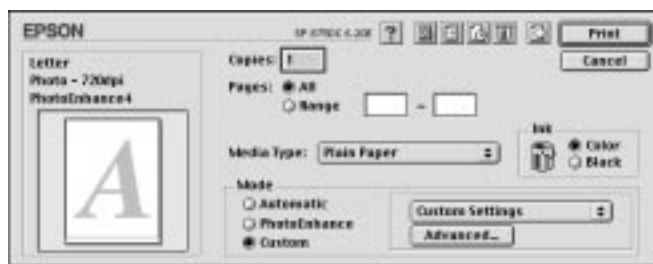 EPSON
? Print
Letter
Photo - 720dpi
PhotoEnhance4
Copies: 1
Cancel
Pages: All
Range -
Media Type: Plain Paper
Ink
Color
Black
Mode
Automatic
PhotoEnhance
Custom
Custom Settings
Advanced...
A